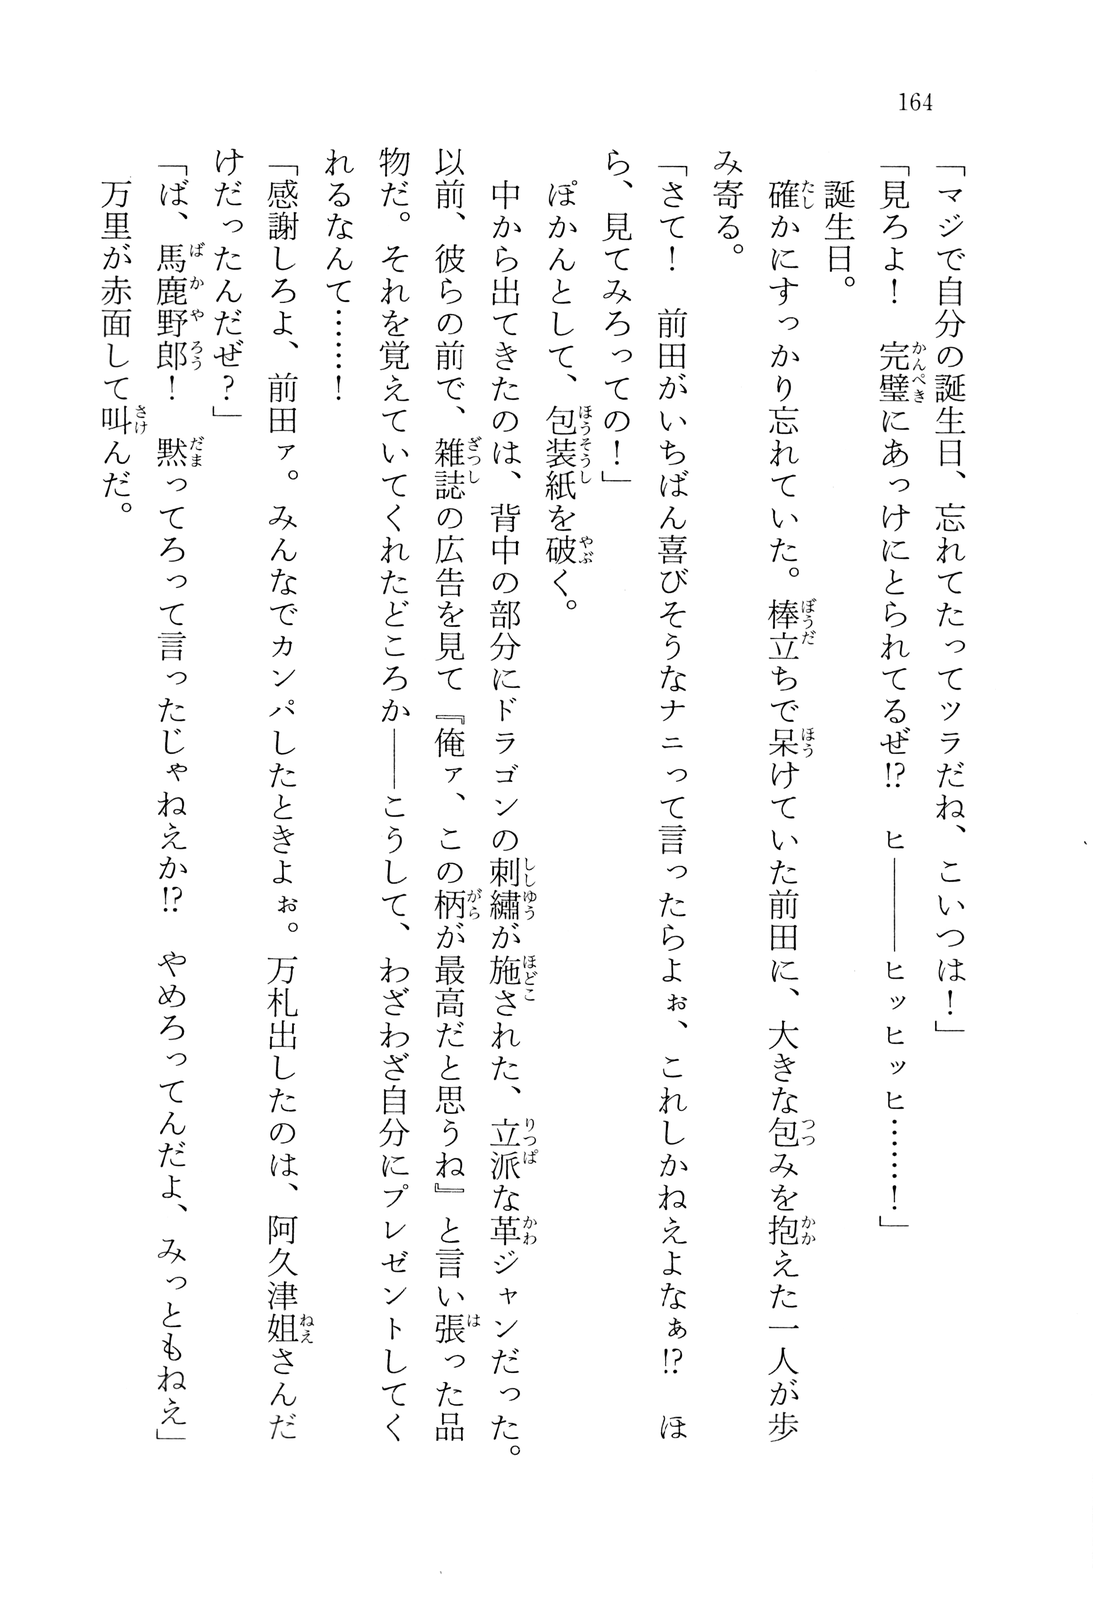 164
「マジで自分の誕生日、忘れてたってツラだね、こいつは！」
「見ろよ！　完璧にあっけにとられてるぜ!?　ヒ――――ヒッヒッヒ……！」
誕生日。
　確かにすっかり忘れていた。棒立ちで呆けていた前田に、大きな包みを抱えた一人が歩
み寄る。
「さて！　前田がいちばん喜びそうなナニって言ったらよぉ、これしかねえよなぁ!?　ほ
ら、見てみろっての！」
　ぽかんとして、包装紙を破く。
　中から出てきたのは、背中の部分にドラゴンの刺繡が施された、立派な革ジャンだった。
以前、彼らの前で、雑誌の広告を見て『俺ァ、この柄が最高だと思うね』と言い張った品
物だ。それを覚えていてくれたどころか――こうして、わざわざ自分にプレゼントしてく
れるなんて……！
「感謝しろよ、前田ァ。みんなでカンパしたときよぉ。万札出したのは、阿久津姐さんだ
けだったんだぜ？」
「ば、馬鹿野郎！　黙ってろって言ったじゃねえか!?　やめろってんだよ、みっともねえ」
　万里が赤面して叫んだ。